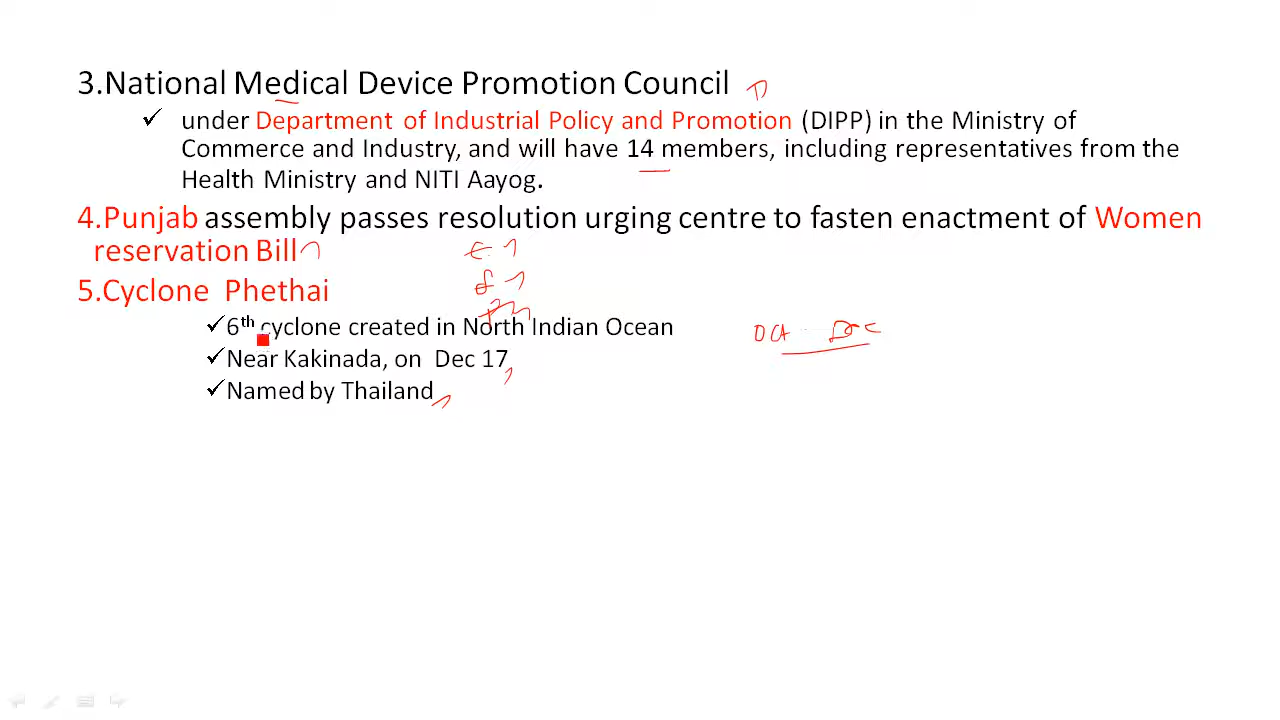 3.National Medical Device Promotion Council
✓ under Department of Industrial Policy and Promotion (DIPP) in the Ministry of
Commerce and Industry, and will have 14 members, including representatives from the
Health Ministry and NITI Aayog.
4.Punjab assembly passes resolution urging centre to fasten enactment of Women
reservation Bill
5.Cyclone Phethai
✓6th cyclone created in North Indian Ocean
Oct Dec
✓Near Kakinada, on Dec 17
✓Named by Thailand